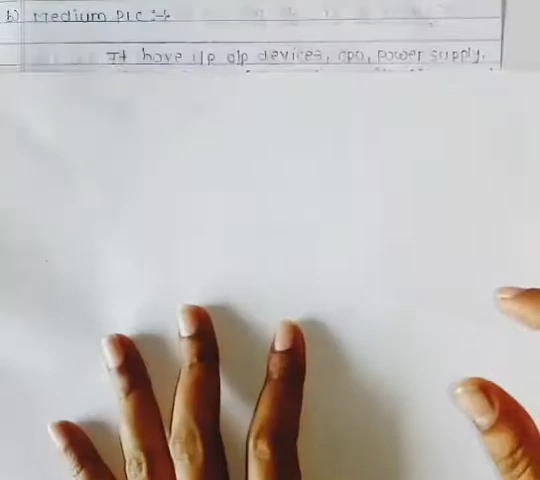 b) Medium PLC :→
It have i/p o/p devices, cpu, power supply.